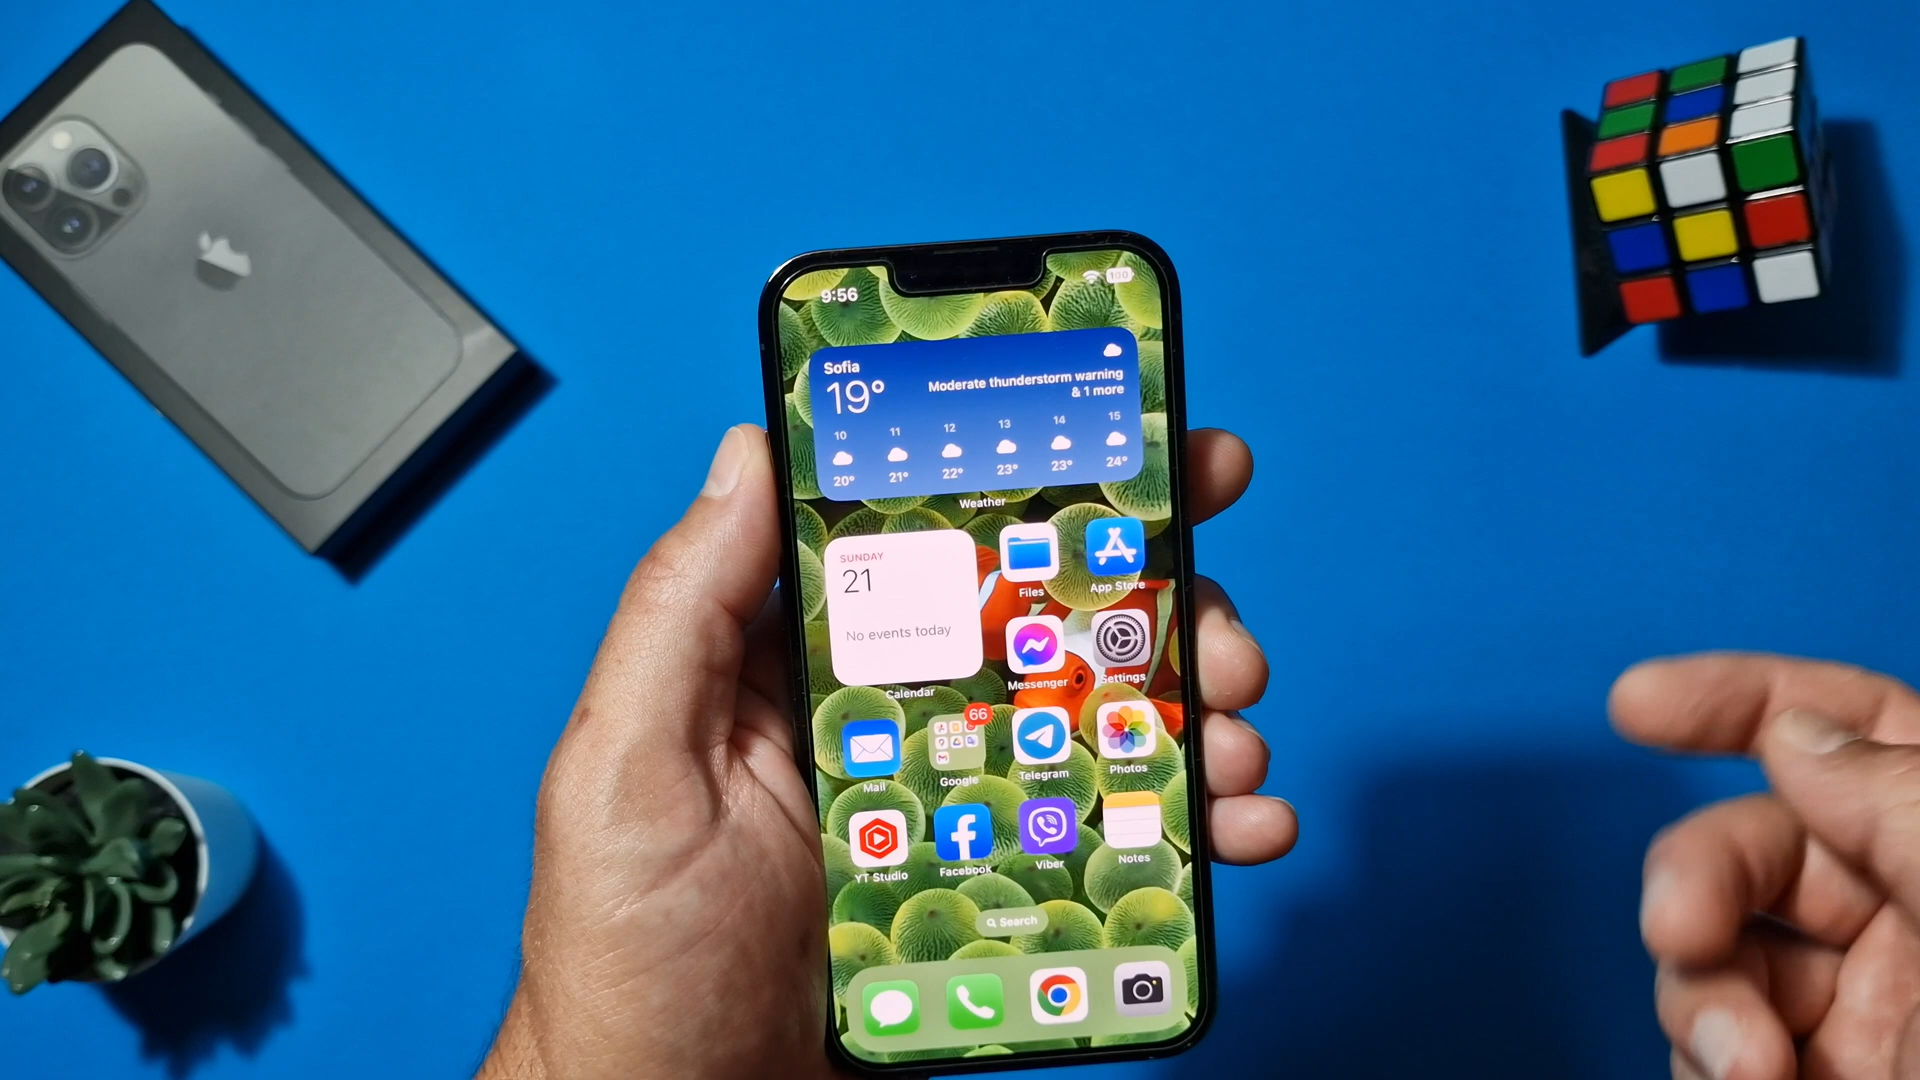 9:56
100
Sofia
19°
Moderate thunderstorm warning
& 1 more
10 11 12 13 14 15
20° 21° 22° 23° 23° 24°
Weather
SUNDAY
21
No events today
Calendar
Files
App Store
Messenger
Settings
66
Mail
Google
Telegram
Photos
YT Studio
Facebook
Viber
Notes
Search